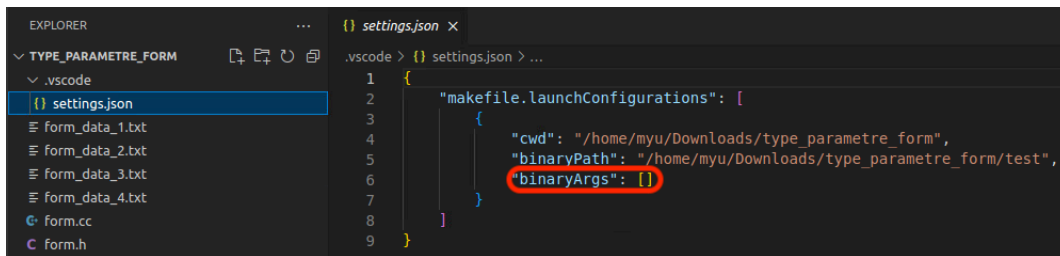 EXPLORER
...
TYPE_PARAMETRE_FORM
.vscode
{} settings.json
form_data_1.txt
form_data_2.txt
form_data_3.txt
form_data_4.txt
form.cc
C form.h
{} settings.json ×
.vscode > {} settings.json > ...
1 {
2 "makefile.launchConfigurations": [
3 {
4 "cwd": "/home/myu/Downloads/type_parametre_form",
5 "binaryPath": "/home/myu/Downloads/type_parametre_form/test",
6 "binaryArgs": []
7 }
8 ]
9 }